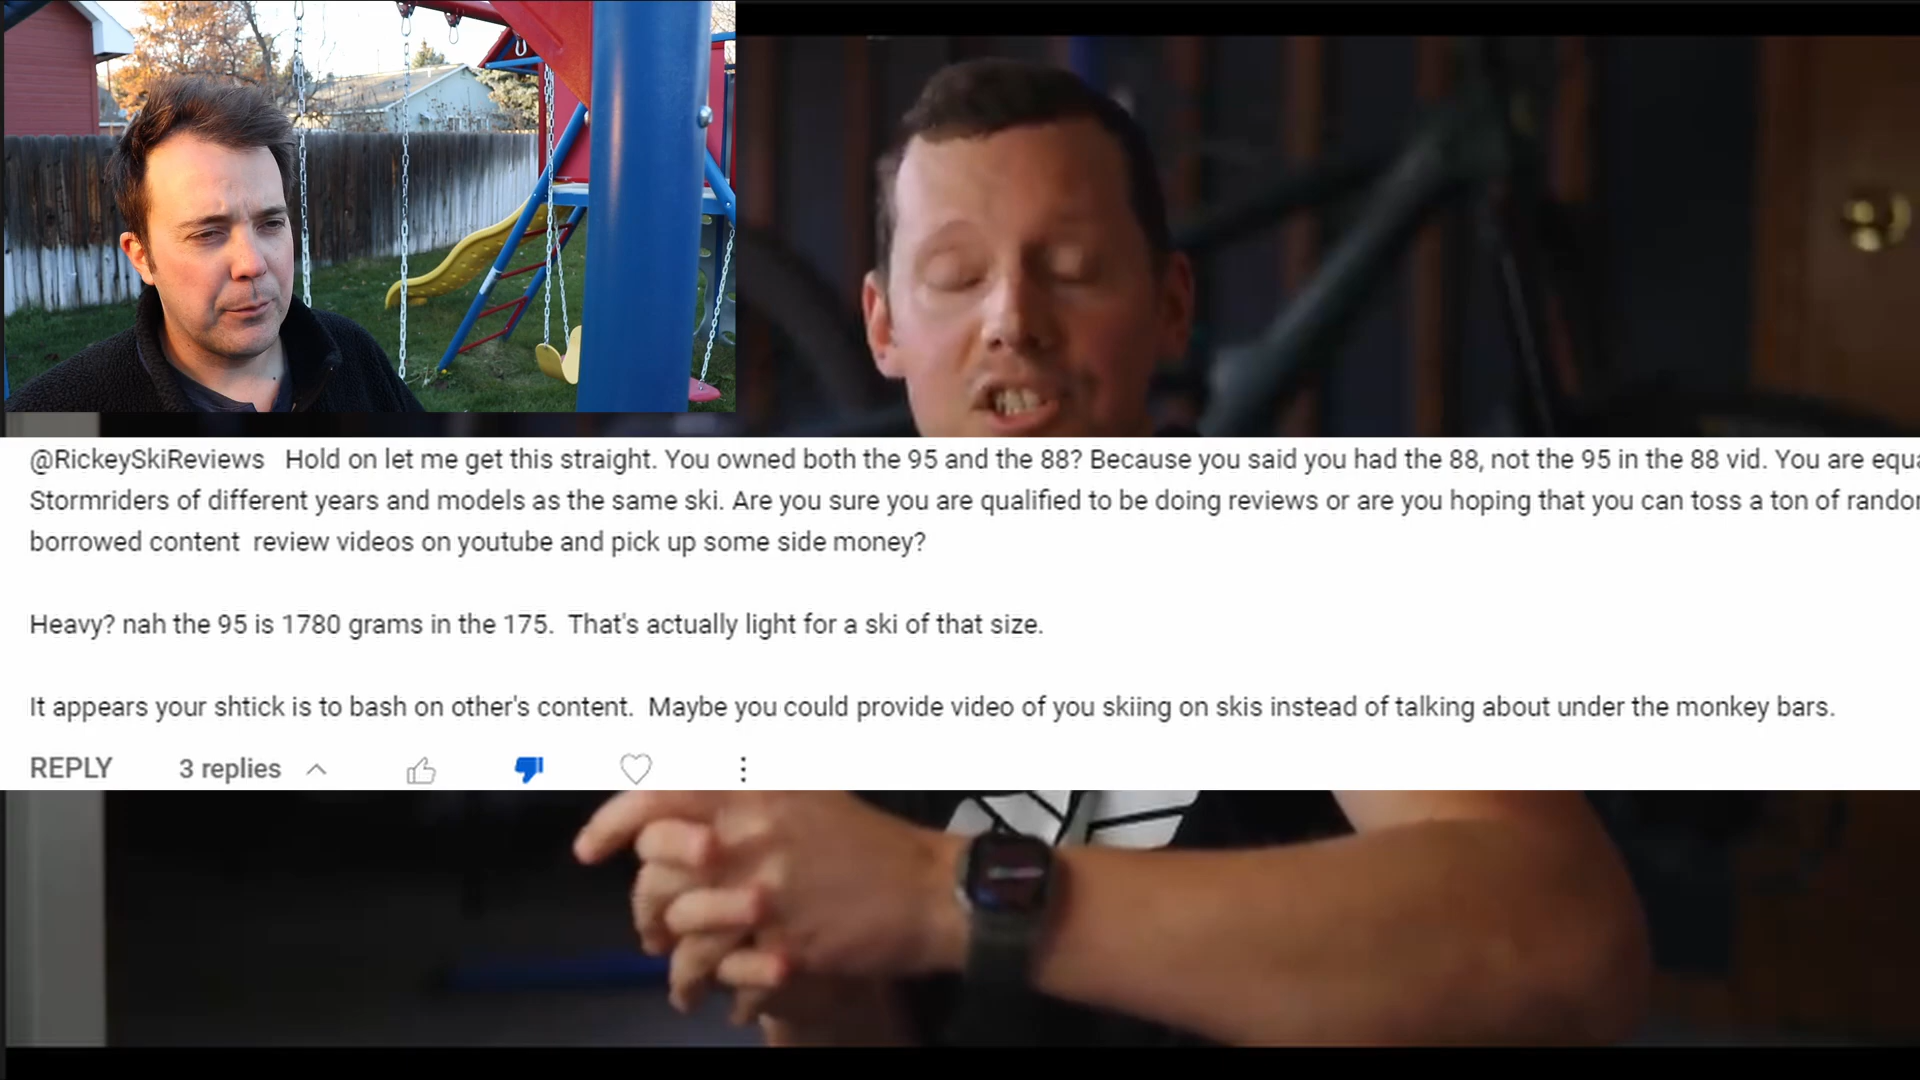 @RickeySkiReviews Hold on let me get this straight. You owned both the 95 and the 88? Because you said you had the 88, not the 95 in the 88 vid. You are
Stormriders of different years and models as the same ski. Are you sure you are qualified to be doing reviews or are you hoping that you can toss a ton of
borrowed content review videos on youtube and pick up some side money?
Heavy? nah the 95 is 1780 grams in the 175. That's actually light for a ski of that size.
It appears your shtick is to bash on other's content. Maybe you could provide video of you skiing on skis instead of talking about under the monkey bars.
REPLY 3 replies